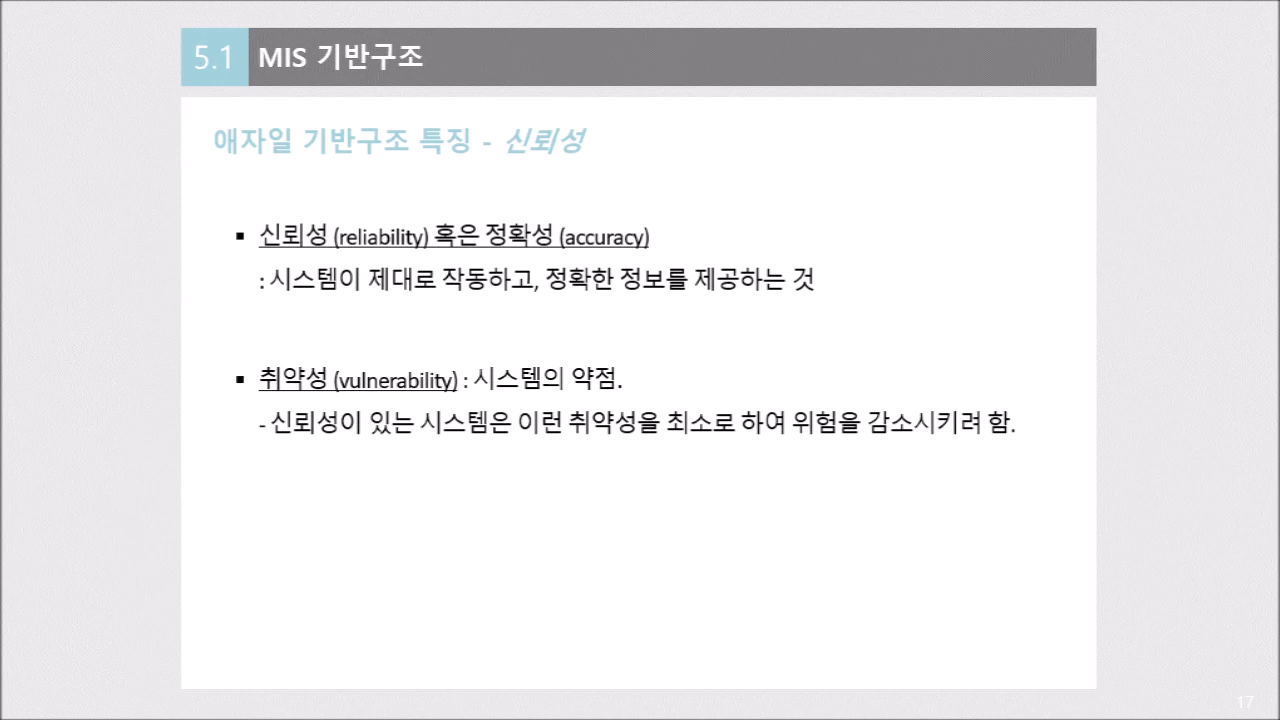 5.1 MIS 기반구조
애자일 기반구조 특징 - 신뢰성
▪ 신뢰성 (reliability) 혹은 정확성 (accuracy)
: 시스템이 제대로 작동하고, 정확한 정보를 제공하는 것
▪ 취약성 (vulnerability) : 시스템의 약점.
- 신뢰성이 있는 시스템은 이런 취약성을 최소로 하여 위험을 감소시키려 함.
17